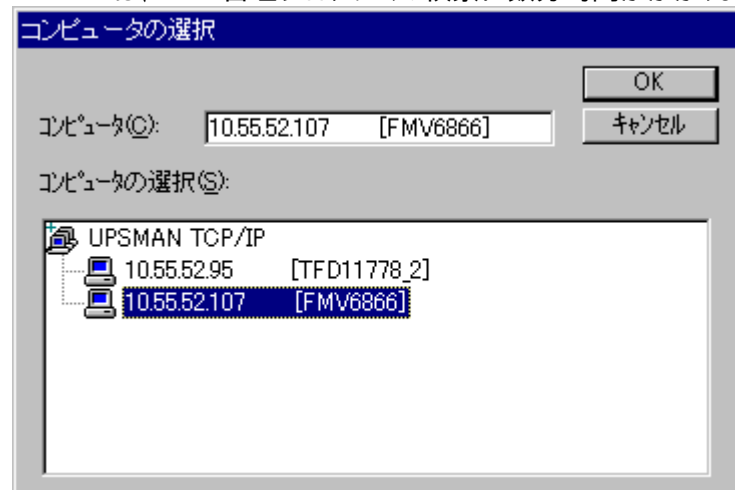 コンピュータの選択
OK
コンピュータ(C): 10.55.52.107 [FMV6866] キャンセル
コンピュータの選択(S):
UPSMAN TCP/IP
10.55.52.95 [TFD11778_2]
10.55.52.107 [FMV6866]